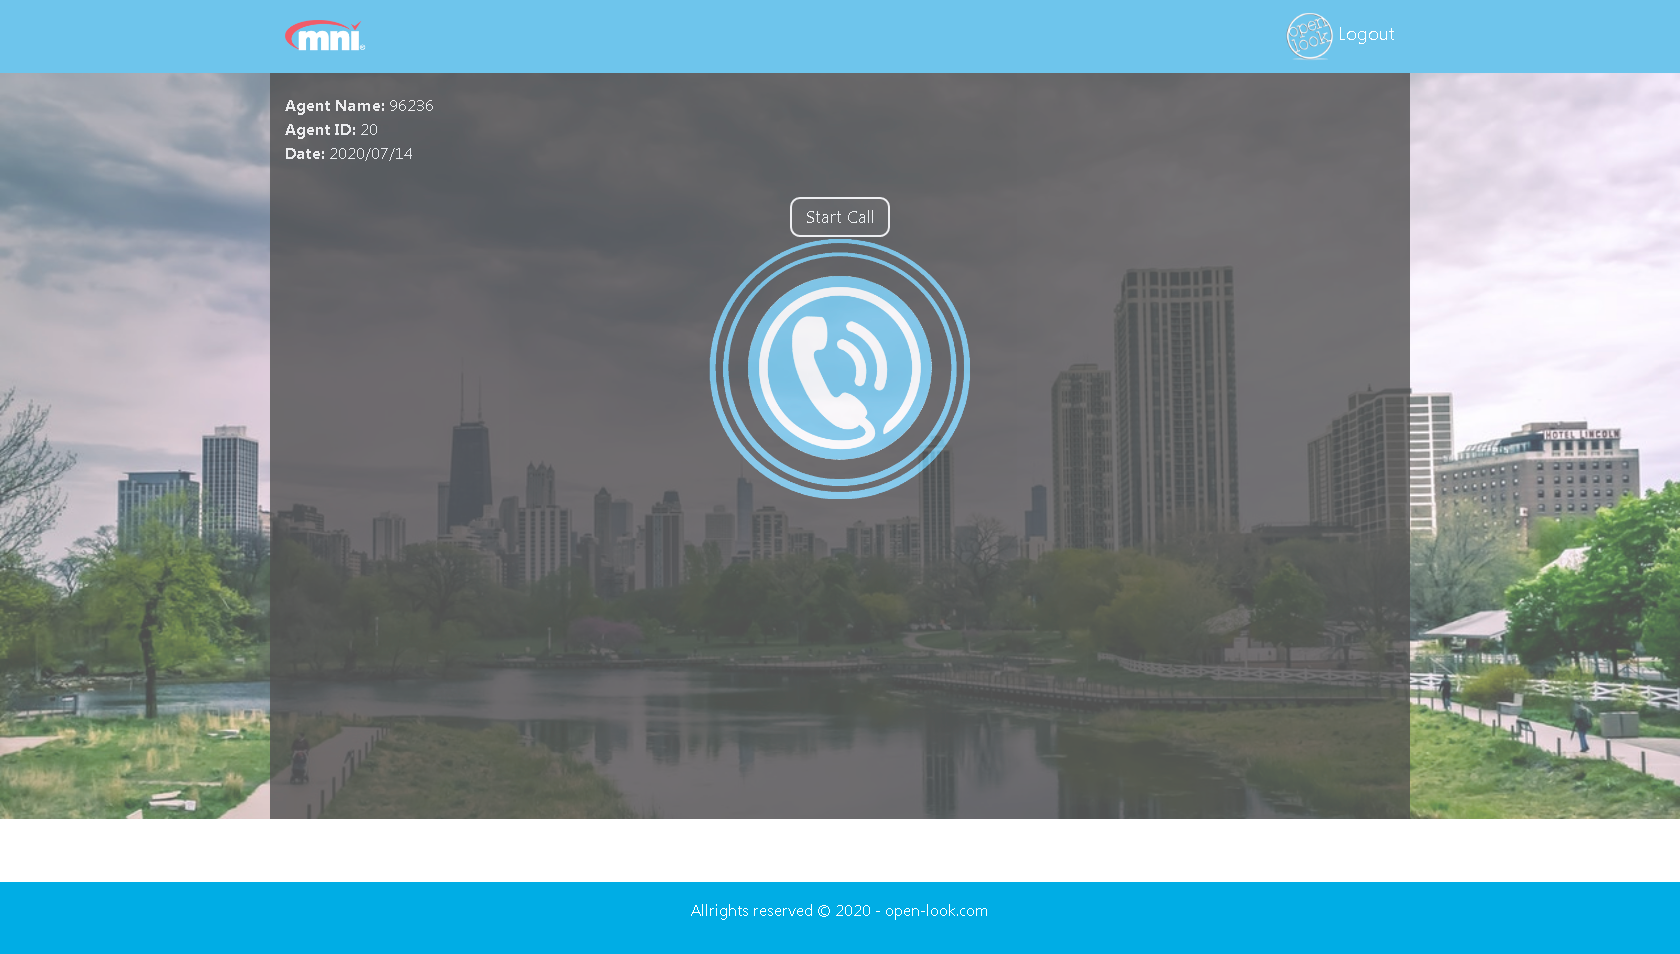 mni®
open look
Logout
Agent Name: 96236
Agent ID: 20
Date: 2020/07/14
Start Call
HOTEL LINCOLN
Allrights reserved © 2020 - open-look.com